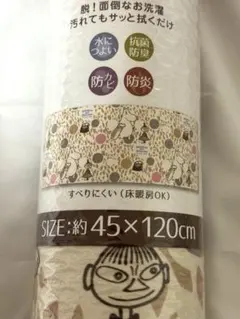 脱！面倒なお洗濯
汚れてもサッと拭くだけ
水に
つよい
抗菌
防臭
防カビ
防炎
すべりにくい（床暖房OK）
SIZE:約45×120cm